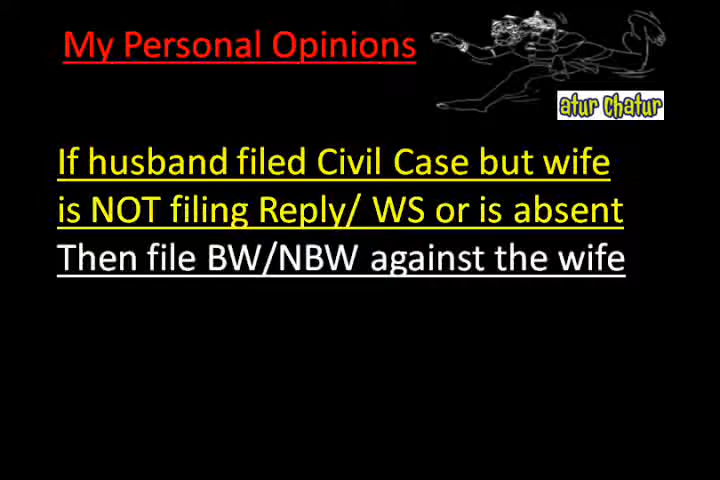 My Personal Opinions
atur chatur
If husband filed Civil Case but wife
is NOT filing Reply/ WS or is absent
Then file BW/NBW against the wife